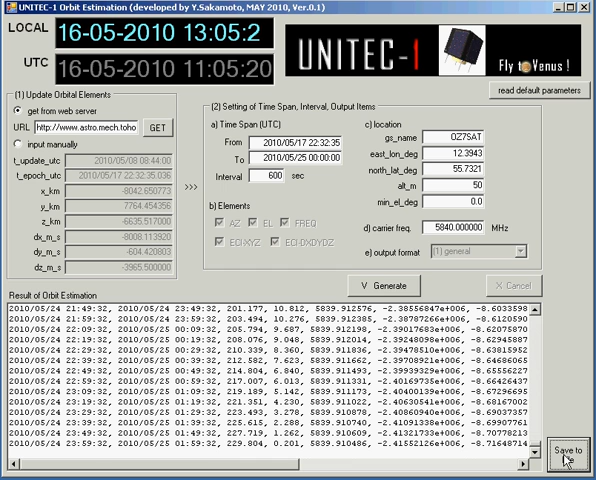 UNITEC-1 Orbit Estimation (developed by Y.Sakamoto, MAY 2010, Ver.0.1)
LOCAL 16-05-2010 13:05:2
UTC 16-05-2010 11:05:20
UNITEC-1 Fly to Venus !
read default parameters
(1) Update Orbital Elements
get from web server
URL http://www.astro.mech.toho GET
input manually
t_update_utc 2010/05/08 08:44:00
t_epoch_utc 2010/05/17 22:32:35.036
x_km -8042.650773
y_km 7764.454356
z_km -6635.517000
dx_m_s -8008.113920
dy_m_s -604.420803
dz_m_s -3965.500000
>>>
(2) Setting of Time Span, Interval, Output Items
a) Time Span (UTC)
From 2010/05/17 22:32:35
To 2010/05/25 00:00:00
Interval 600 sec
b) Elements
AZ EL FREQ
ECI-XYZ ECI-DXDYDZ
c) location
gs_name OZ7SAT
east_lon_deg 12.3943
north_lat_deg 55.7321
alt_m 50
min_el_deg 0.0
d) carrier freq. 5840.000000 MHz
e) output format (1) general
V Generate X Cancel
Result of Orbit Estimation
2010/05/24 21:49:32, 2010/05/24 23:49:32, 201.177, 10.812, 5839.912576, -2.38556847e+006, -8.6033598
2010/05/24 21:59:32, 2010/05/24 23:59:32, 203.494, 10.276, 5839.912385, -2.38787266e+006, -8.6120590
2010/05/24 22:09:32, 2010/05/25 00:09:32, 205.794, 9.687, 5839.912198, -2.39017683e+006, -8.62075870
2010/05/24 22:19:32, 2010/05/25 00:19:32, 208.076, 9.048, 5839.912014, -2.39248098e+006, -8.62945887
2010/05/24 22:29:32, 2010/05/25 00:29:32, 210.339, 8.360, 5839.911836, -2.39478510e+006, -8.63815952
2010/05/24 22:39:32, 2010/05/25 00:39:32, 212.582, 7.623, 5839.911662, -2.39708921e+006, -8.64686065
2010/05/24 22:49:32, 2010/05/25 00:49:32, 214.804, 6.840, 5839.911493, -2.39939329e+006, -8.65556227
2010/05/24 22:59:32, 2010/05/25 00:59:32, 217.007, 6.013, 5839.911331, -2.40169735e+006, -8.66426437
2010/05/24 23:09:32, 2010/05/25 01:09:32, 219.189, 5.142, 5839.911173, -2.40400139e+006, -8.67296695
2010/05/24 23:19:32, 2010/05/25 01:19:32, 221.351, 4.230, 5839.911022, -2.40630541e+006, -8.68167002
2010/05/24 23:29:32, 2010/05/25 01:29:32, 223.493, 3.278, 5839.910878, -2.40860940e+006, -8.69037357
2010/05/24 23:39:32, 2010/05/25 01:39:32, 225.615, 2.288, 5839.910740, -2.41091338e+006, -8.69907761
2010/05/24 23:49:32, 2010/05/25 01:49:32, 227.719, 1.262, 5839.910609, -2.41321733e+006, -8.70778213
2010/05/24 23:59:32, 2010/05/25 01:59:32, 229.804, 0.201, 5839.910486, -2.41552126e+006, -8.71648714
Save to